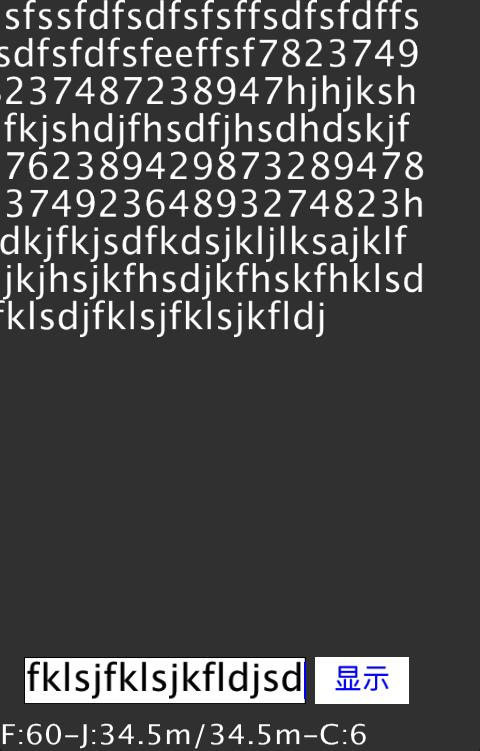 sfssfdfsdfsfsffsdfsfdffs
sdfsfdfsfeeffsf7823749
237487238947hjhjksh
fkjshdjfhsdfjhsdhdskjf
762389429873289478
374923648932748​23h
dkjfkjsdfkdsjkljlksajklf
jkjhsjkfhsdjkfhskfhklsd
fklsdjfklsjfklsjkfldj
fklsjfklsjkfldjsd
显示
F:60-J:34.5m/34.5m-C:6